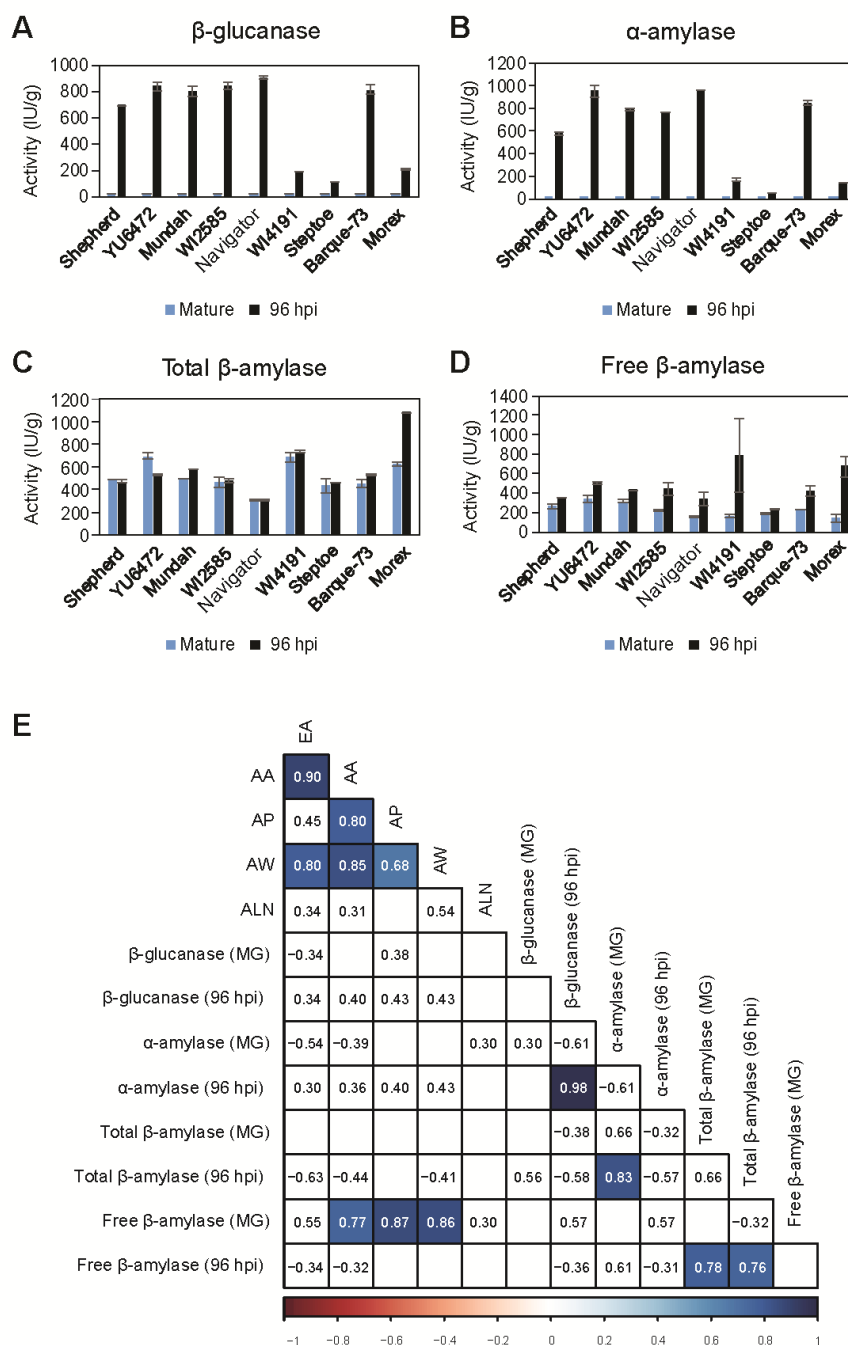 A
β-glucanase
Activity (IU/g)
1000
800
600
400
200
0
Shepherd
YU6472
Mundah
WI2585
Navigator
WI4191
Steptoe
Barque-73
Morex
Mature 96 hpi
B
α-amylase
Activity (IU/g)
1200
1000
800
600
400
200
0
Shepherd
YU6472
Mundah
WI2585
Navigator
WI4191
Steptoe
Barque-73
Morex
Mature 96 hpi
C
Total β-amylase
Activity (IU/g)
1200
1000
800
600
400
200
0
Shepherd
YU6472
Mundah
WI2585
Navigator
WI4191
Steptoe
Barque-73
Morex
Mature 96 hpi
D
Free β-amylase
Activity (IU/g)
1400
1200
1000
800
600
400
200
0
Shepherd
YU6472
Mundah
WI2585
Navigator
WI4191
Steptoe
Barque-73
Morex
Mature 96 hpi
E
EA
AA
AP
AW
ALN
β-glucanase (MG)
β-glucanase (96 hpi)
α-amylase (MG)
α-amylase (96 hpi)
Total β-amylase (MG)
Total β-amylase (96 hpi)
Free β-amylase (MG)
AA 0.90
AP 0.45 0.80
AW 0.80 0.85 0.68
ALN 0.34 0.31 0.54
β-glucanase (MG) −0.34 0.38
β-glucanase (96 hpi) 0.34 0.40 0.43 0.43
α-amylase (MG) −0.54 −0.39 0.30 0.30 −0.61
α-amylase (96 hpi) 0.30 0.36 0.40 0.43 0.98 −0.61
Total β-amylase (MG) −0.38 0.66 −0.32
Total β-amylase (96 hpi) −0.63 −0.44 −0.41 0.56 −0.58 0.83 −0.57 0.66
Free β-amylase (MG) 0.55 0.77 0.87 0.86 0.30 0.57 0.57 −0.32
Free β-amylase (96 hpi) −0.34 −0.32 −0.36 0.61 −0.31 0.78 0.76
−1 −0.8 −0.6 −0.4 −0.2 0 0.2 0.4 0.6 0.8 1